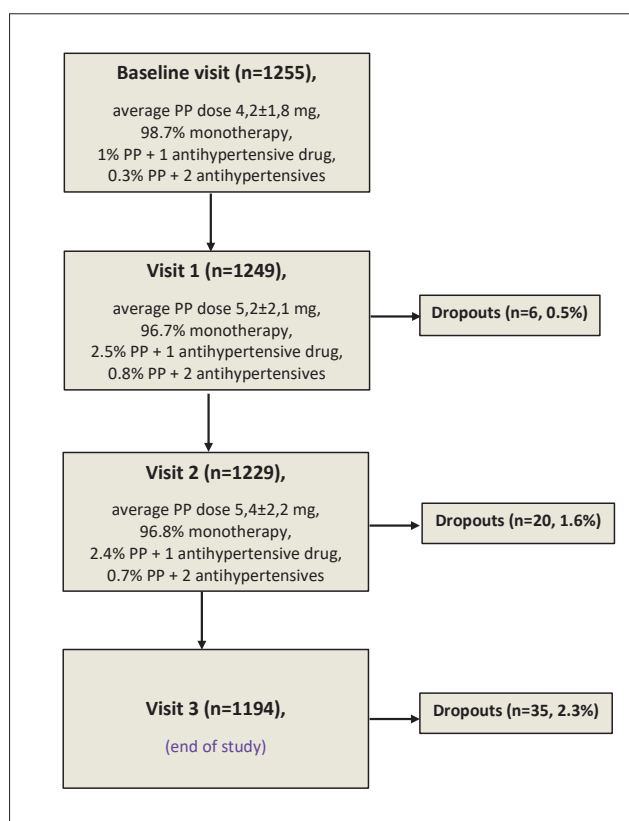 Baseline visit (n=1255),
average PP dose 4,2±1,8 mg,
98.7% monotherapy,
1% PP + 1 antihypertensive drug,
0.3% PP + 2 antihypertensives
Visit 1 (n=1249),
average PP dose 5,2±2,1 mg,
96.7% monotherapy,
2.5% PP + 1 antihypertensive drug,
0.8% PP + 2 antihypertensives
Dropouts (n=6, 0.5%)
Visit 2 (n=1229),
average PP dose 5,4±2,2 mg,
96.8% monotherapy,
2.4% PP + 1 antihypertensive drug,
0.7% PP + 2 antihypertensives
Dropouts (n=20, 1.6%)
Visit 3 (n=1194),
(end of study)
Dropouts (n=35, 2.3%)